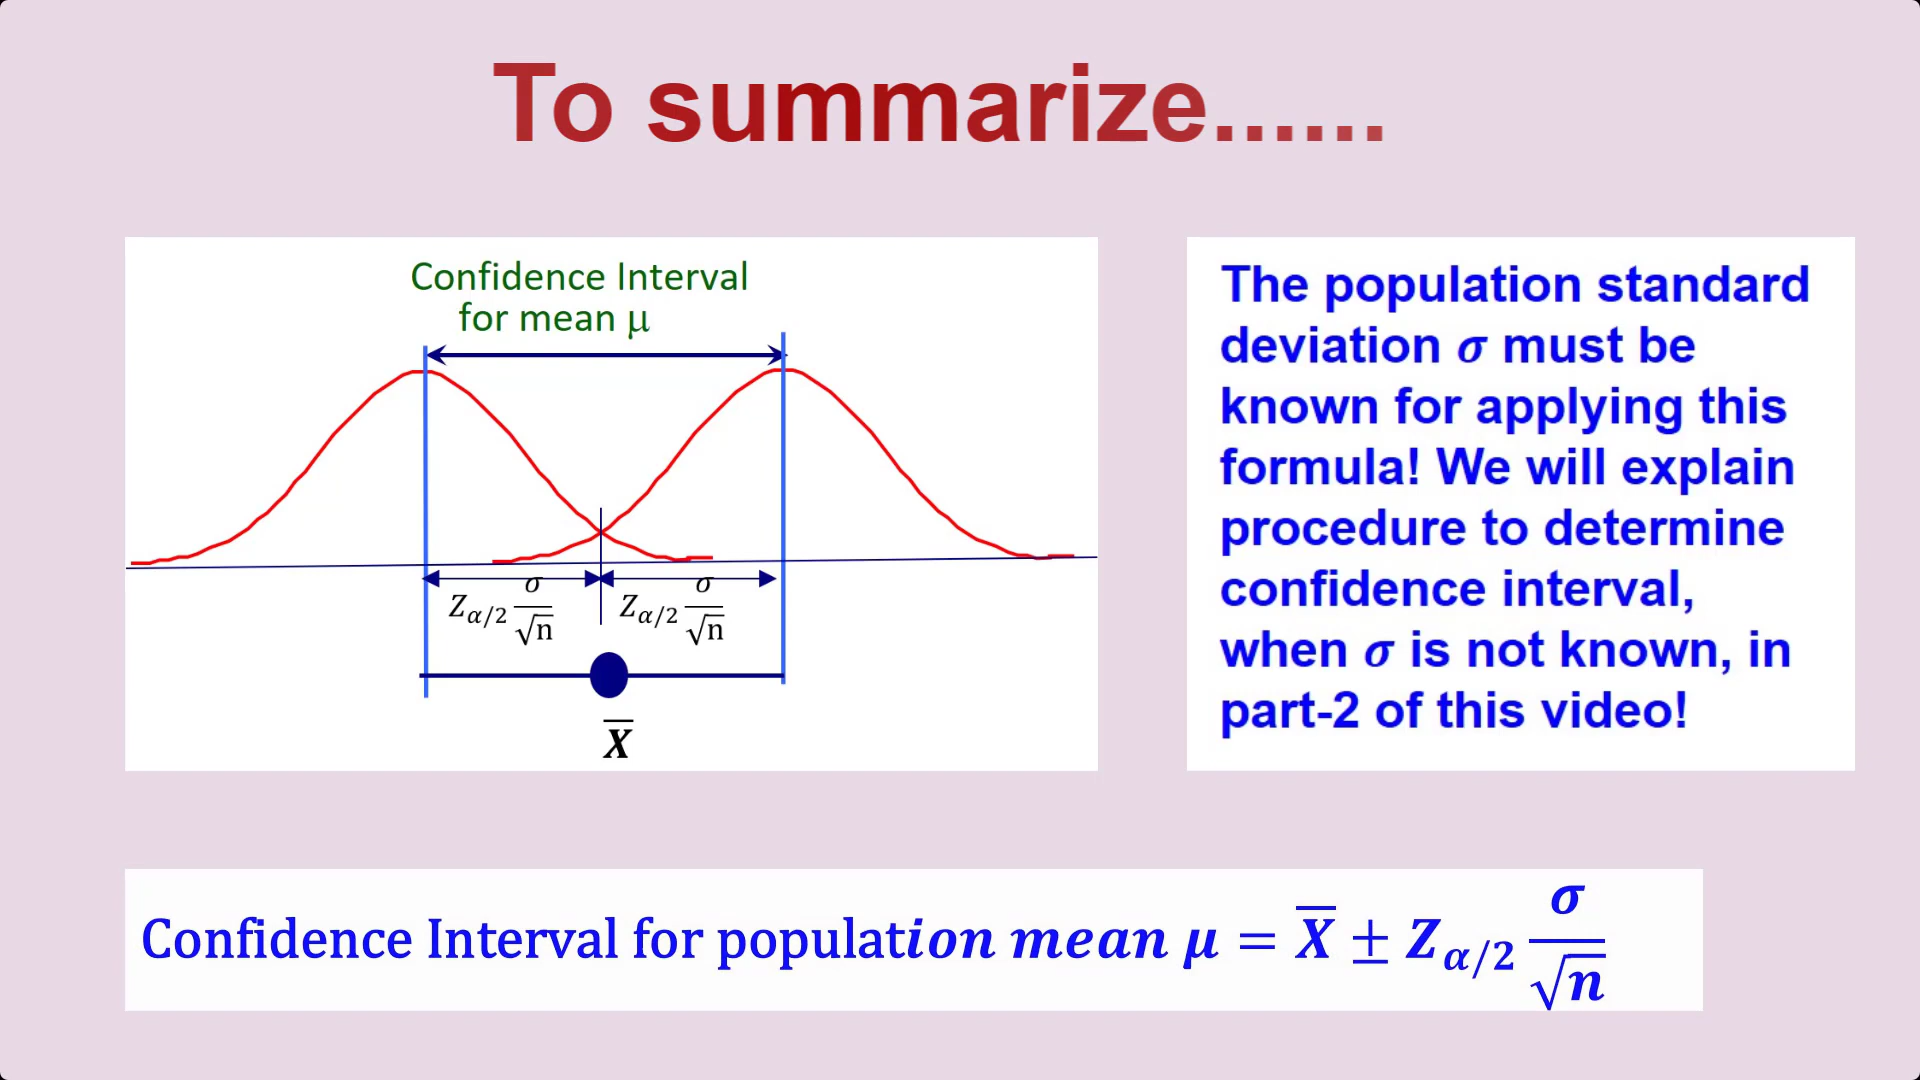 To summarize......
Confidence Interval
for mean μ
Zα/2 σ/√n Zα/2 σ/√n
X̅
The population standard
deviation σ must be
known for applying this
formula! We will explain
procedure to determine
confidence interval,
when σ is not known, in
part-2 of this video!
Confidence Interval for population mean μ = X̅ ± Zα/2 σ/√n